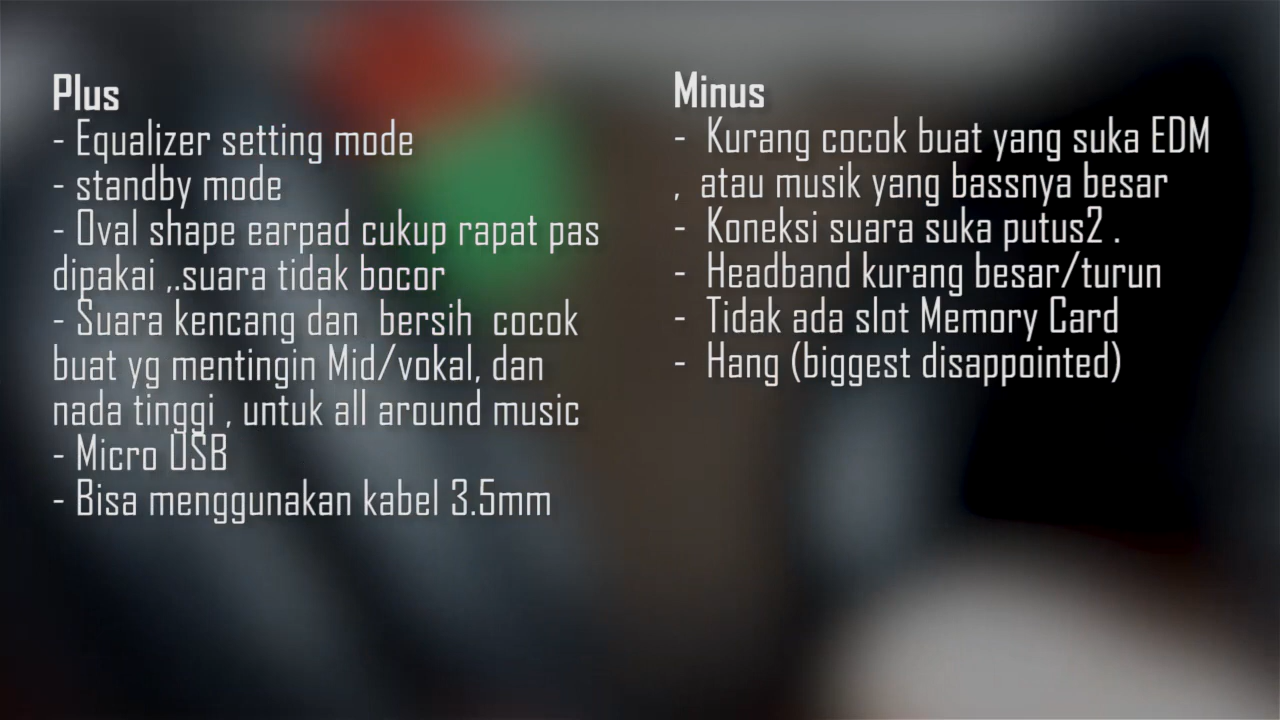 Plus
- Equalizer setting mode
- standby mode
- Oval shape earpad cukup rapat pas
dipakai ,.suara tidak bocor
- Suara kencang dan bersih cocok
buat yg mentingin Mid/vokal, dan
nada tinggi , untuk all around music
- Micro USB
- Bisa menggunakan kabel 3.5mm
Minus
- Kurang cocok buat yang suka EDM
, atau musik yang bassnya besar
- Koneksi suara suka putus2 .
- Headband kurang besar/turun
- Tidak ada slot Memory Card
- Hang (biggest disappointed)